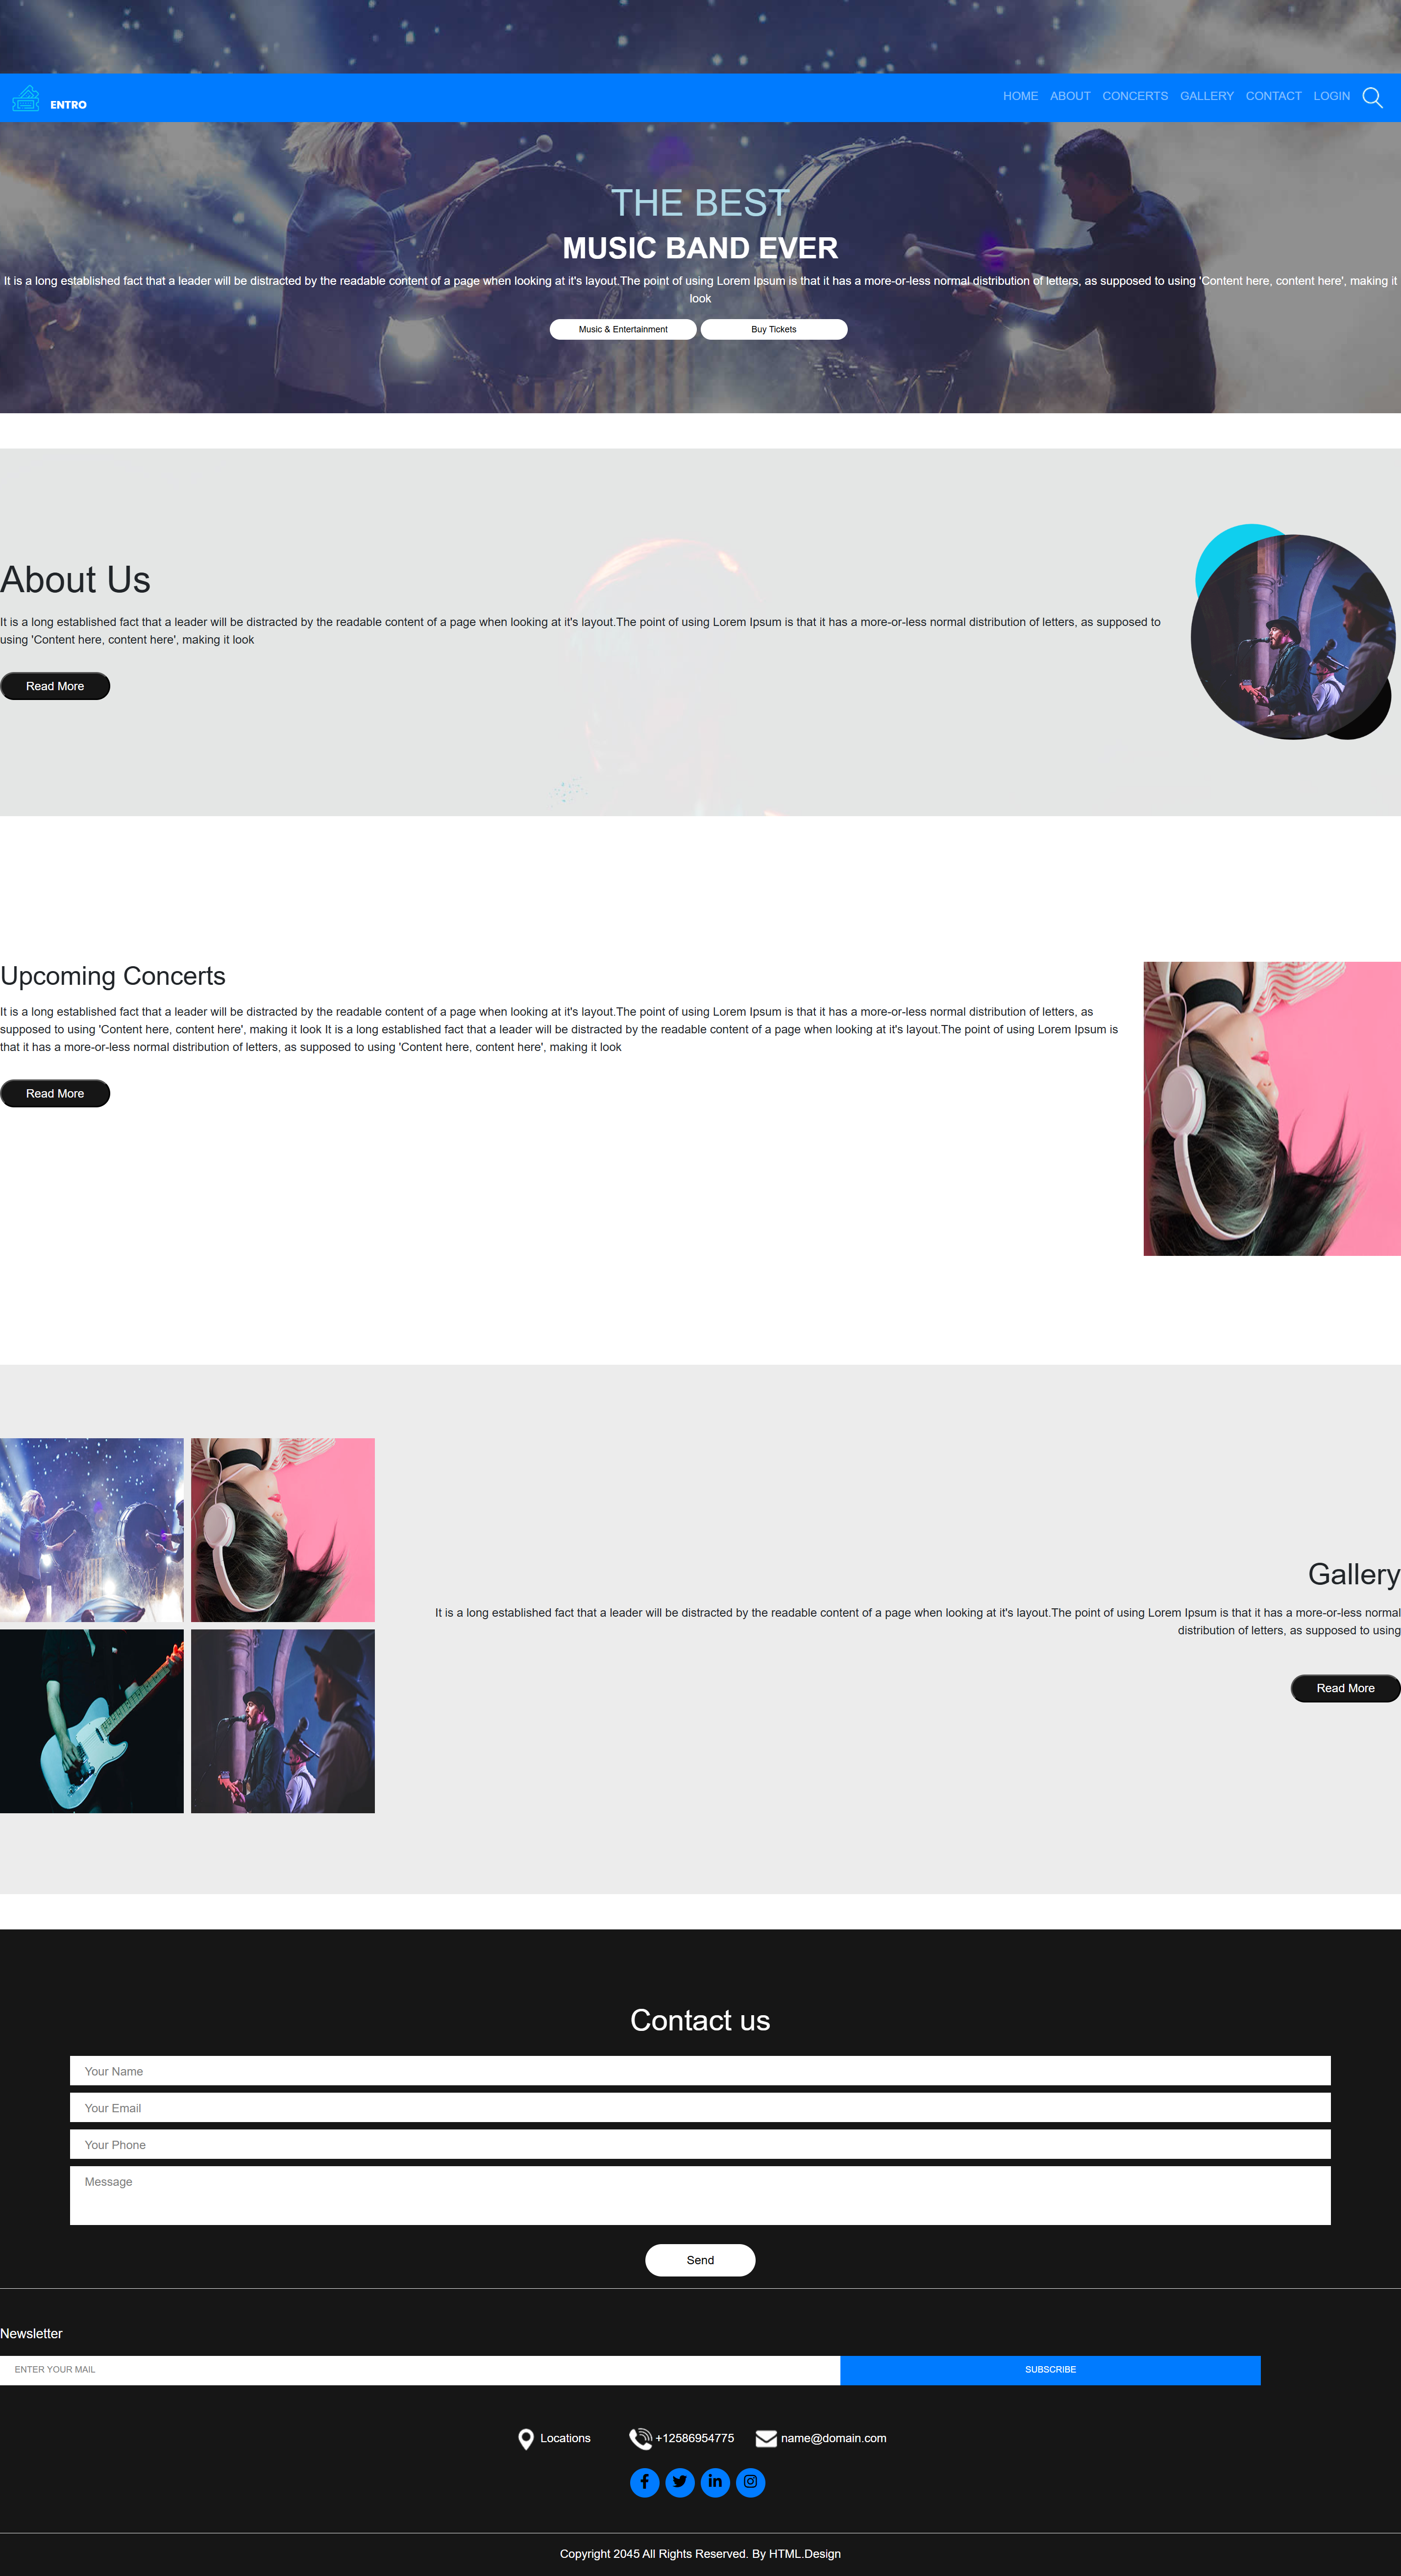 ENTRO
HOME ABOUT CONCERTS GALLERY CONTACT LOGIN
THE BEST
MUSIC BAND EVER
It is a long established fact that a leader will be distracted by the readable content of a page when looking at it's layout.The point of using Lorem Ipsum is that it has a more-or-less normal distribution of letters, as supposed to using 'Content here, content here', making it
look
Music & Entertainment
Buy Tickets
About Us
It is a long established fact that a leader will be distracted by the readable content of a page when looking at it's layout.The point of using Lorem Ipsum is that it has a more-or-less normal distribution of letters, as supposed to
using 'Content here, content here', making it look
Read More
Upcoming Concerts
It is a long established fact that a leader will be distracted by the readable content of a page when looking at it's layout.The point of using Lorem Ipsum is that it has a more-or-less normal distribution of letters, as
supposed to using 'Content here, content here', making it look It is a long established fact that a leader will be distracted by the readable content of a page when looking at it's layout.The point of using Lorem Ipsum is
that it has a more-or-less normal distribution of letters, as supposed to using 'Content here, content here', making it look
Read More
Gallery
It is a long established fact that a leader will be distracted by the readable content of a page when looking at it's layout.The point of using Lorem Ipsum is that it has a more-or-less normal
distribution of letters, as supposed to using
Read More
Contact us
Your Name
Your Email
Your Phone
Message
Send
Newsletter
ENTER YOUR MAIL
SUBSCRIBE
Locations
+12586954775
name@domain.com
Copyright 2045 All Rights Reserved. By HTML.Design